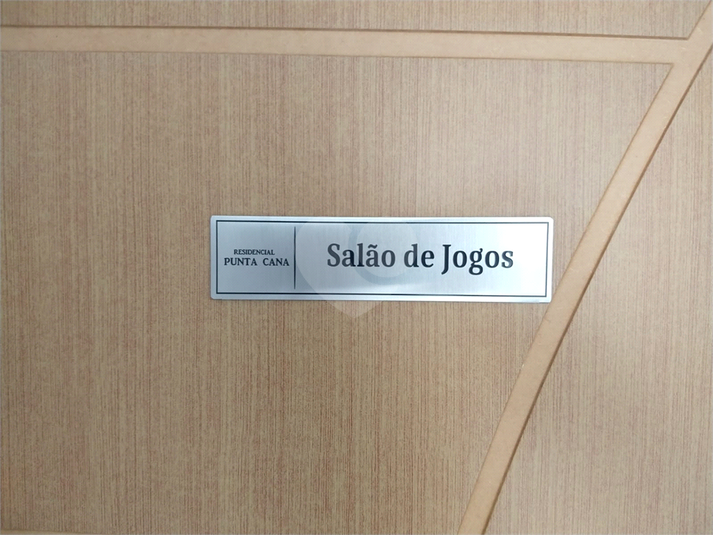 RESIDENCIAL
PUNTA CANA
Salão de Jogos